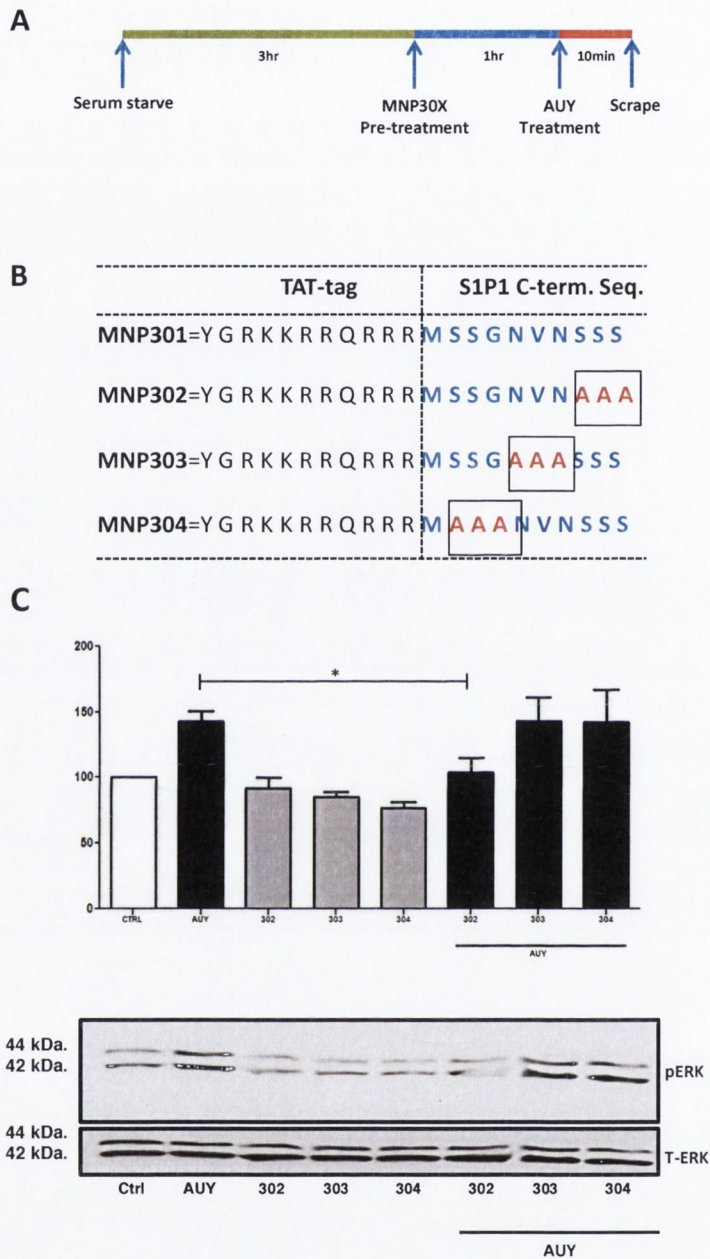 A
3hr 1hr 10min
Serum starve MNP30X Pre-treatment AUY Treatment Scrape
B
TAT-tag S1P1 C-term. Seq.
MNP301=Y G R K K R R Q R R R M S S G N V N S S S
MNP302=Y G R K K R R Q R R R M S S G N V N A A A
MNP303=Y G R K K R R Q R R R M S S G A A A S S S
MNP304=Y G R K K R R Q R R R M A A A N V N S S S
C
200
*
150
100
50
0
CTRL AUY 302 303 304 302 303 304
AUY
44 kDa.
42 kDa.
pERK
44 kDa.
42 kDa.
T-ERK
Ctrl AUY 302 303 304 302 303 304
AUY